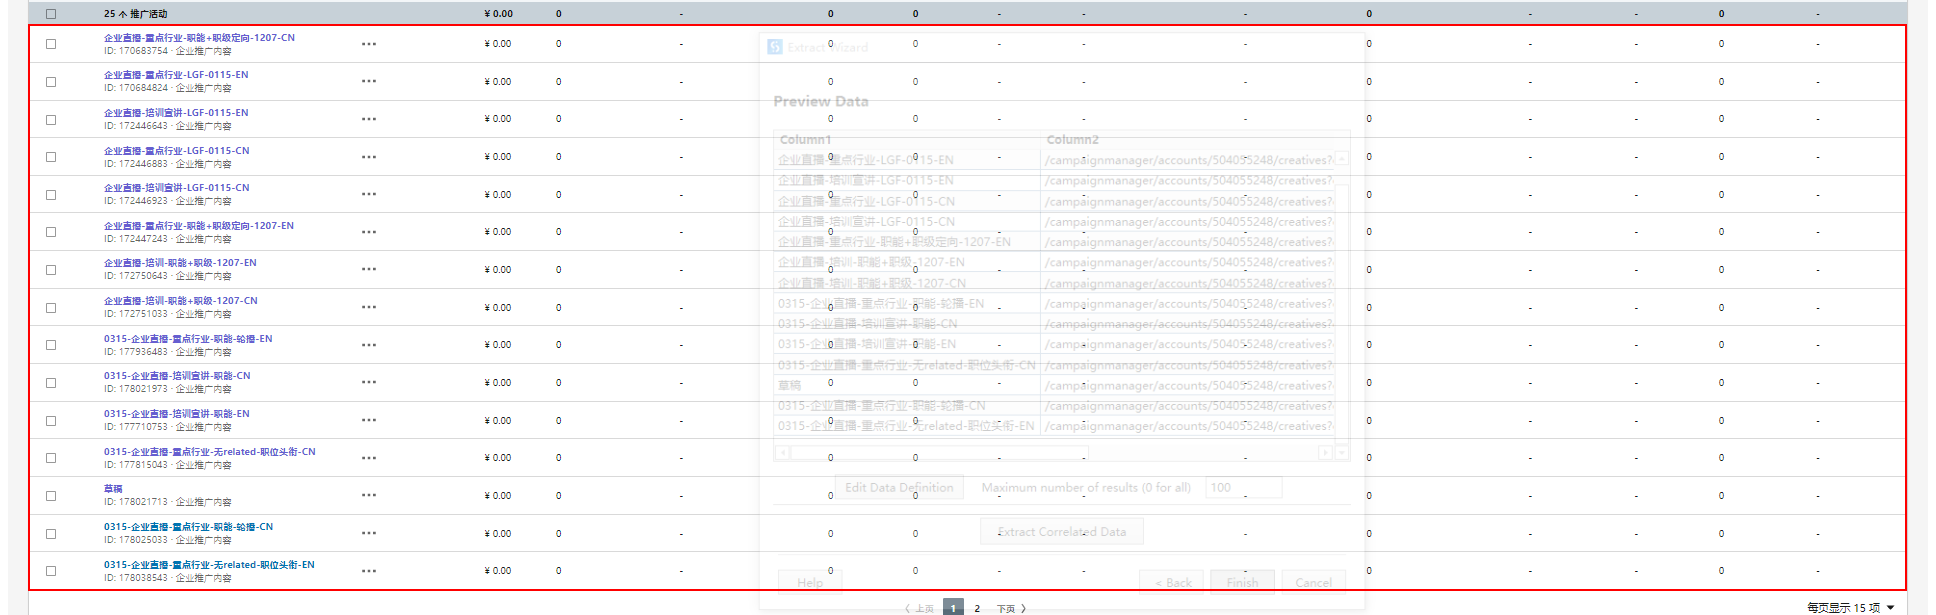 25 个 推广活动 ¥ 0.00 0 - 0 0 - - - 0 - - 0 -
企业直播-重点行业-职能+职级定向-1207-CN
ID: 170683754 · 企业推广内容 ••• ¥ 0.00 0 - 0 0 - - - 0 - - 0 -
企业直播-重点行业-LGF-0115-EN
ID: 170684824 · 企业推广内容 ••• ¥ 0.00 0 - 0 0 - - - 0 - - 0 -
企业直播-培训宣讲-LGF-0115-EN
ID: 172446643 · 企业推广内容 ••• ¥ 0.00 0 - 0 0 - - - 0 - - 0 -
企业直播-重点行业-LGF-0115-CN
ID: 172446883 · 企业推广内容 ••• ¥ 0.00 0 - 0 0 - - - 0 - - 0 -
企业直播-培训宣讲-LGF-0115-CN
ID: 172446923 · 企业推广内容 ••• ¥ 0.00 0 - 0 0 - - - 0 - - 0 -
企业直播-重点行业-职能+职级定向-1207-EN
ID: 172447243 · 企业推广内容 ••• ¥ 0.00 0 - 0 0 - - - 0 - - 0 -
企业直播-培训-职能+职级-1207-EN
ID: 172750643 · 企业推广内容 ••• ¥ 0.00 0 - 0 0 - - - 0 - - 0 -
企业直播-培训-职能+职级-1207-CN
ID: 172751033 · 企业推广内容 ••• ¥ 0.00 0 - 0 0 - - - 0 - - 0 -
0315-企业直播-重点行业-职能-轮播-EN
ID: 177936483 · 企业推广内容 ••• ¥ 0.00 0 - 0 0 - - - 0 - - 0 -
0315-企业直播-培训宣讲-职能-CN
ID: 178021973 · 企业推广内容 ••• ¥ 0.00 0 - 0 0 - - - 0 - - 0 -
0315-企业直播-培训宣讲-职能-EN
ID: 177710753 · 企业推广内容 ••• ¥ 0.00 0 - 0 0 - - - 0 - - 0 -
0315-企业直播-重点行业-无related-职位头衔-CN
ID: 177815043 · 企业推广内容 ••• ¥ 0.00 0 - 0 0 - - - 0 - - 0 -
草稿
ID: 178021713 · 企业推广内容 ••• ¥ 0.00 0 - 0 0 - - - 0 - - 0 -
0315-企业直播-重点行业-职能-轮播-CN
ID: 178025033 · 企业推广内容 ••• ¥ 0.00 0 - 0 0 - - - 0 - - 0 -
0315-企业直播-重点行业-无related-职位头衔-EN
ID: 178038543 · 企业推广内容 ••• ¥ 0.00 0 - 0 0 - - - 0 - - 0 -
Extract Wizard
Preview Data
Column1 Column2
企业直播-重点行业-LGF-0115-EN /campaignmanager/accounts/504055248/creatives?
企业直播-培训宣讲-LGF-0115-EN /campaignmanager/accounts/504055248/creatives?
企业直播-重点行业-LGF-0115-CN /campaignmanager/accounts/504055248/creatives?
企业直播-培训宣讲-LGF-0115-CN /campaignmanager/accounts/504055248/creatives?
企业直播-重点行业-职能+职级定向-1207-EN /campaignmanager/accounts/504055248/creatives?
企业直播-培训-职能+职级-1207-EN /campaignmanager/accounts/504055248/creatives?
企业直播-培训-职能+职级-1207-CN /campaignmanager/accounts/504055248/creatives?
0315-企业直播-重点行业-职能-轮播-EN /campaignmanager/accounts/504055248/creatives?
0315-企业直播-培训宣讲-职能-CN /campaignmanager/accounts/504055248/creatives?
0315-企业直播-培训宣讲-职能-EN /campaignmanager/accounts/504055248/creatives?
0315-企业直播-重点行业-无related-职位头衔-CN /campaignmanager/accounts/504055248/creatives?
草稿 /campaignmanager/accounts/504055248/creatives?
0315-企业直播-重点行业-职能-轮播-CN /campaignmanager/accounts/504055248/creatives?
0315-企业直播-重点行业-无related-职位头衔-EN /campaignmanager/accounts/504055248/creatives?
Edit Data Definition Maximum number of results (0 for all) 100
Extract Correlated Data
Help < Back Finish Cancel
〈 上页 1 2 下页 〉 每页显示 15 项